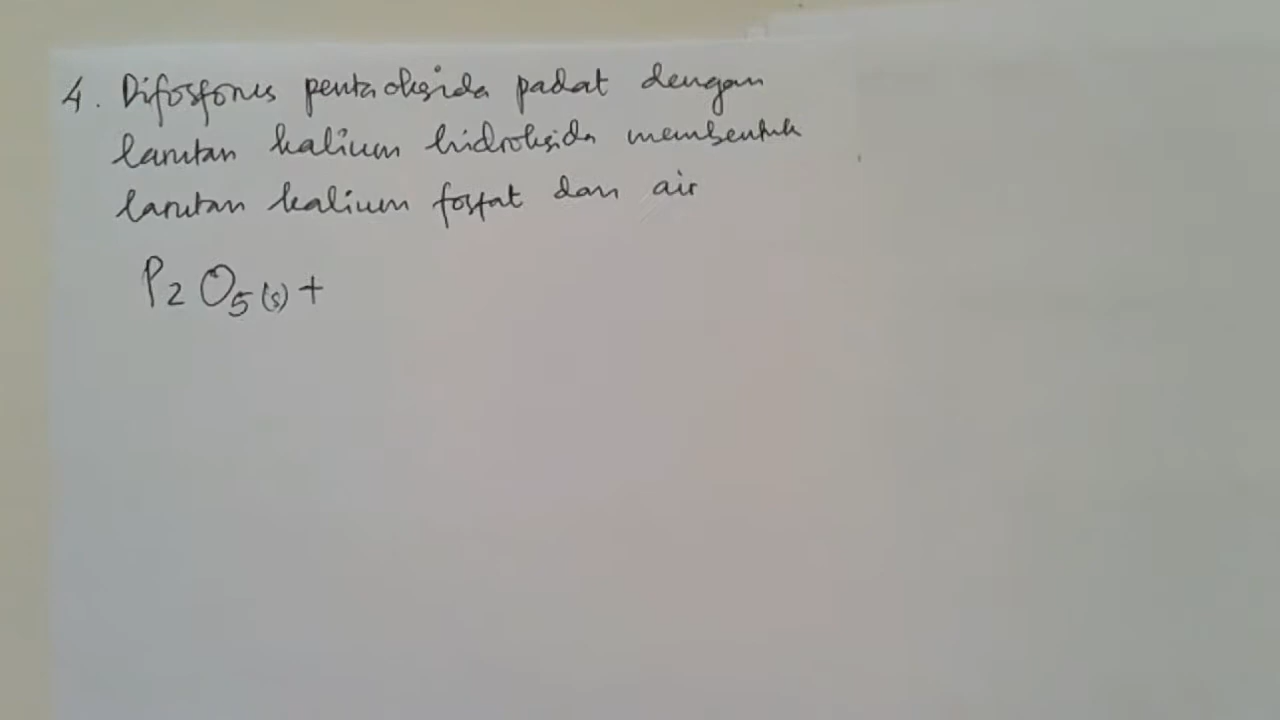 4. Difosforus pentaoksida padat dengan
larutan kalium hidroksida membentuk
larutan kalium fosfat dan air
P₂O₅(s) +